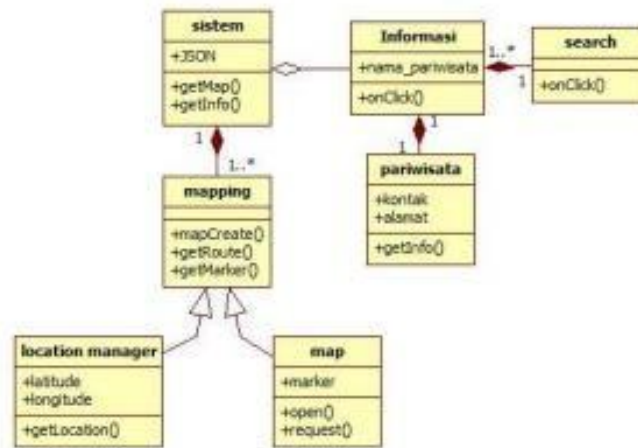 sistem
+JSON
+getMap()
+getInfo()
Informasi
+nama_pariwisata
+onClick()
1..*
1
search
+onClick()
1
1
pariwisata
+kontak
+alamat
+getInfo()
1
1..*
mapping
+mapCreate()
+getRoute()
+getMarker()
location manager
+latitude
+longitude
+getLocation()
map
+marker
+open()
+request()